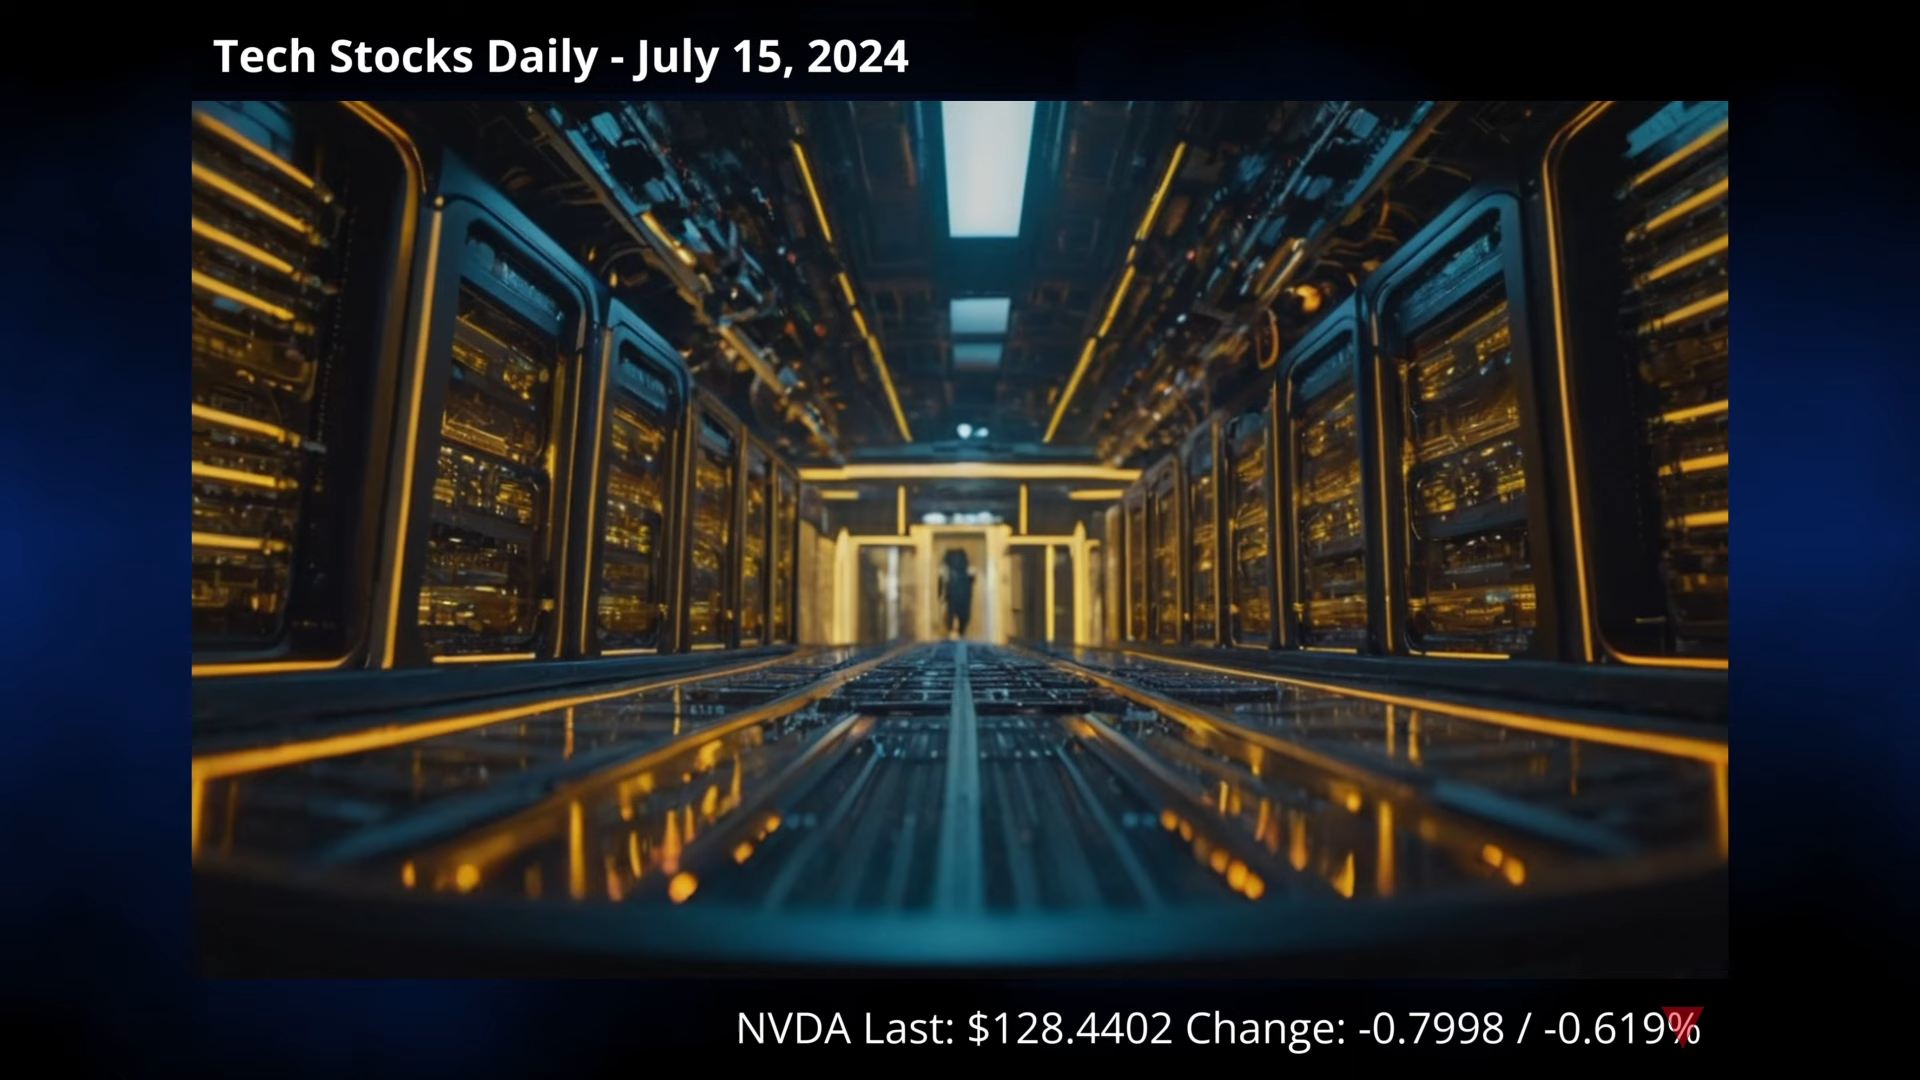 Tech Stocks Daily - July 15, 2024
NVDA Last: $128.4402 Change: -0.7998 / -0.619%